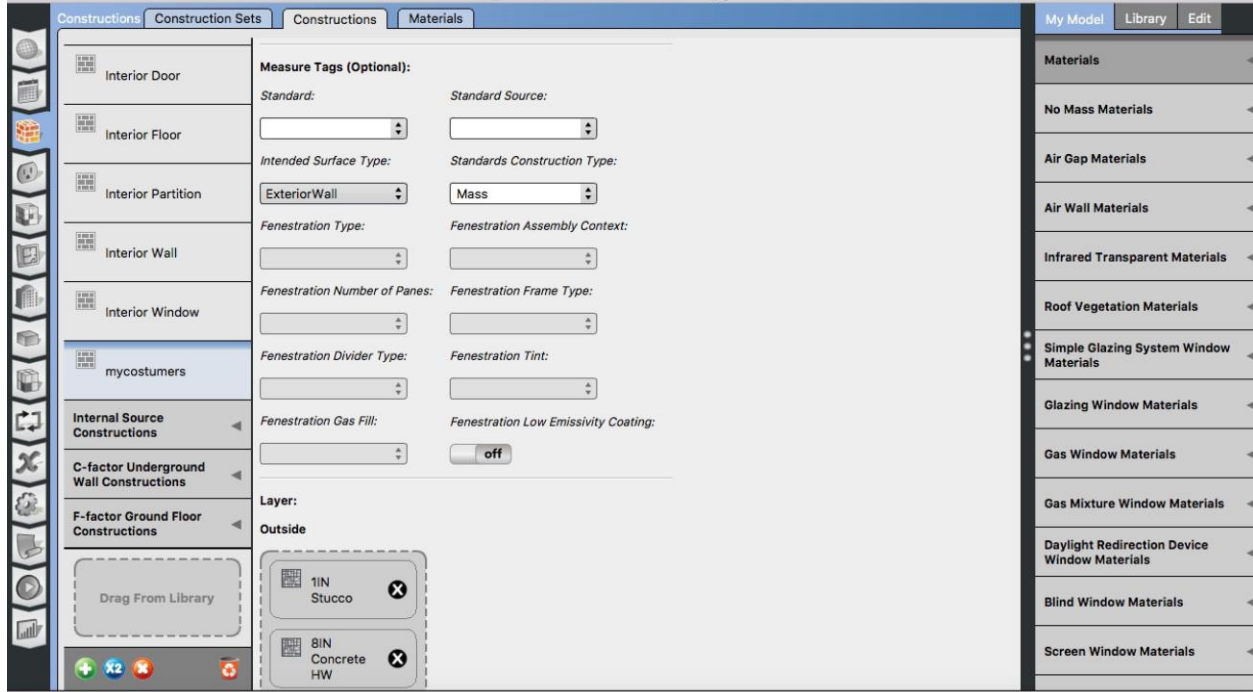 Constructions
Construction Sets
Constructions
Materials
My Model
Library
Edit
Interior Door
Interior Floor
Interior Partition
Interior Wall
Interior Window
mycostumers
Internal Source
Constructions
C-factor Underground
Wall Constructions
F-factor Ground Floor
Constructions
Drag From Library
X2
Measure Tags (Optional):
Standard:
Standard Source:
Intended Surface Type:
Standards Construction Type:
ExteriorWall
Mass
Fenestration Type:
Fenestration Assembly Context:
Fenestration Number of Panes:
Fenestration Frame Type:
Fenestration Divider Type:
Fenestration Tint:
Fenestration Gas Fill:
Fenestration Low Emissivity Coating:
off
Layer:
Outside
1IN
Stucco
8IN
Concrete
HW
Materials
No Mass Materials
Air Gap Materials
Air Wall Materials
Infrared Transparent Materials
Roof Vegetation Materials
Simple Glazing System Window
Materials
Glazing Window Materials
Gas Window Materials
Gas Mixture Window Materials
Daylight Redirection Device
Window Materials
Blind Window Materials
Screen Window Materials